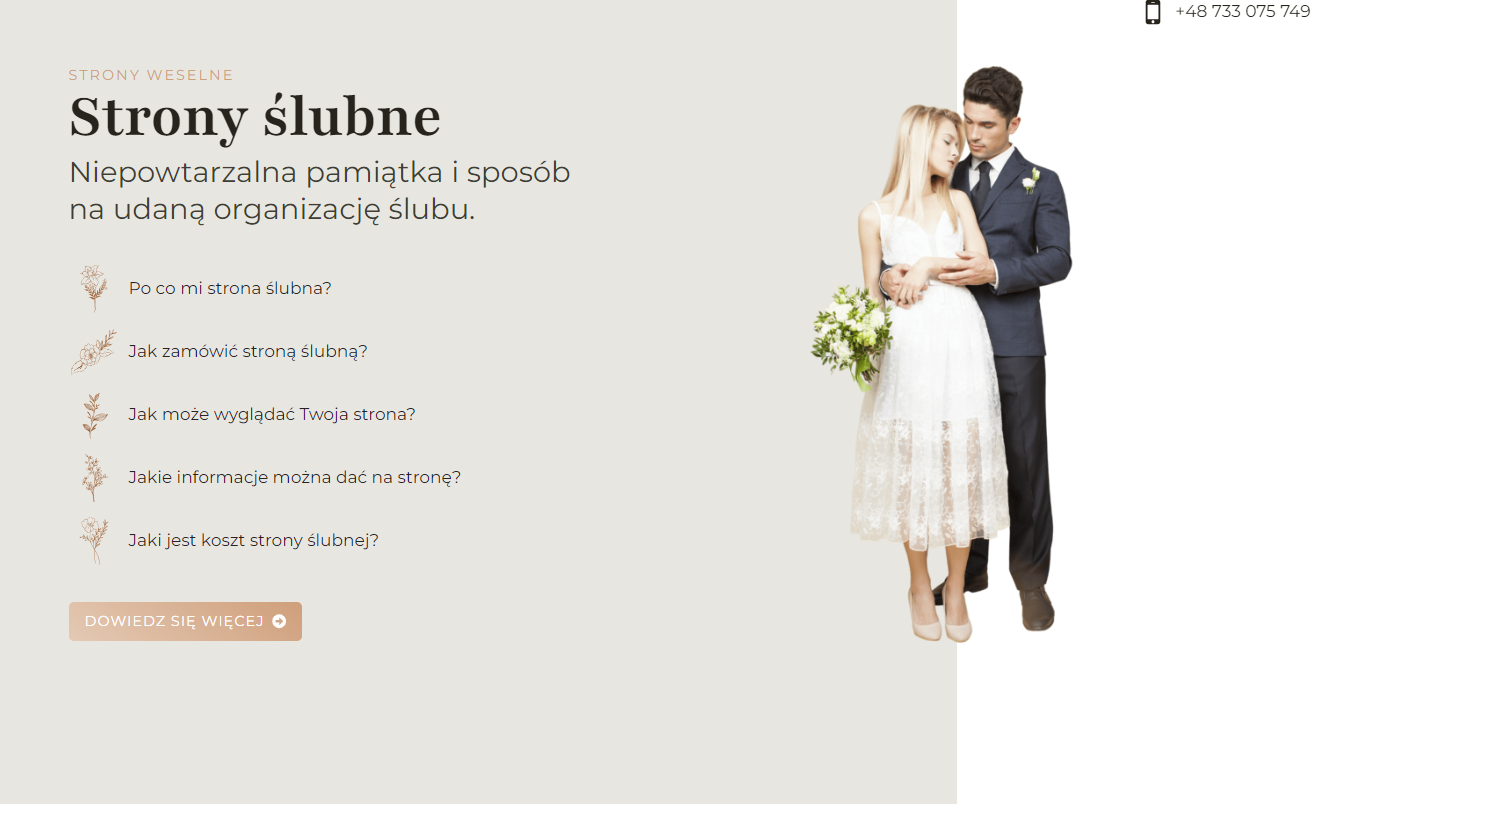 +48 733 075 749
STRONY WESELNE
Strony ślubne
Niepowtarzalna pamiątka i sposób
na udaną organizację ślubu.
Po co mi strona ślubna?
Jak zamówić stroną ślubną?
Jak może wyglądać Twoja strona?
Jakie informacje można dać na stronę?
Jaki jest koszt strony ślubnej?
DOWIEDZ SIĘ WIĘCEJ